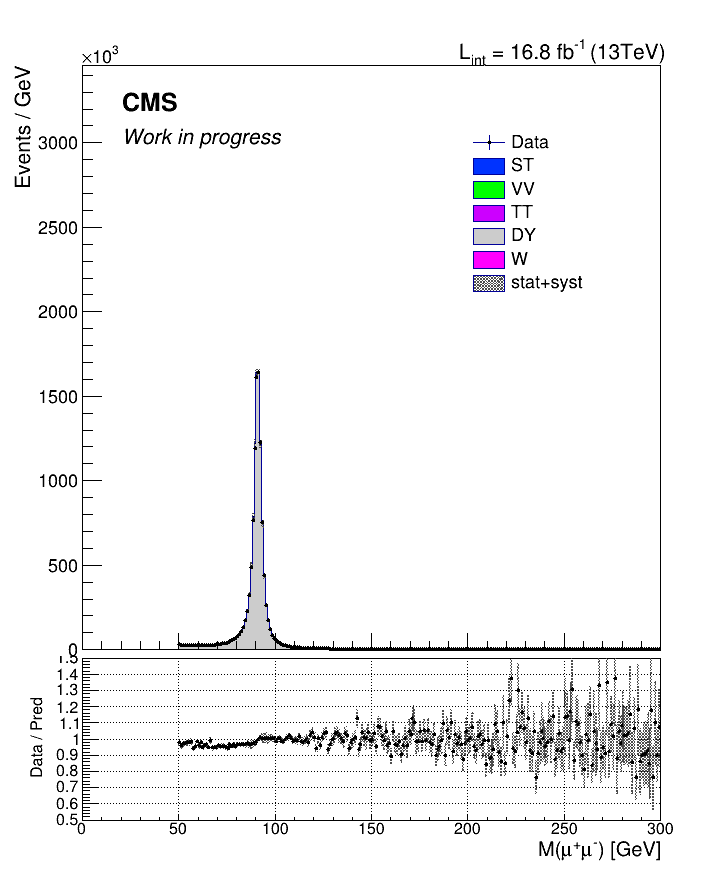 ×10³
L_int = 16.8 fb⁻¹ (13TeV)
Events / GeV
CMS
Work in progress
3000
2500
2000
1500
1000
500
0
Data
ST
VV
TT
DY
W
stat+syst
Data / Pred
1.5
1.4
1.3
1.2
1.1
1
0.9
0.8
0.7
0.6
0.5
0 50 100 150 200 250 300
M(μ⁺μ⁻) [GeV]